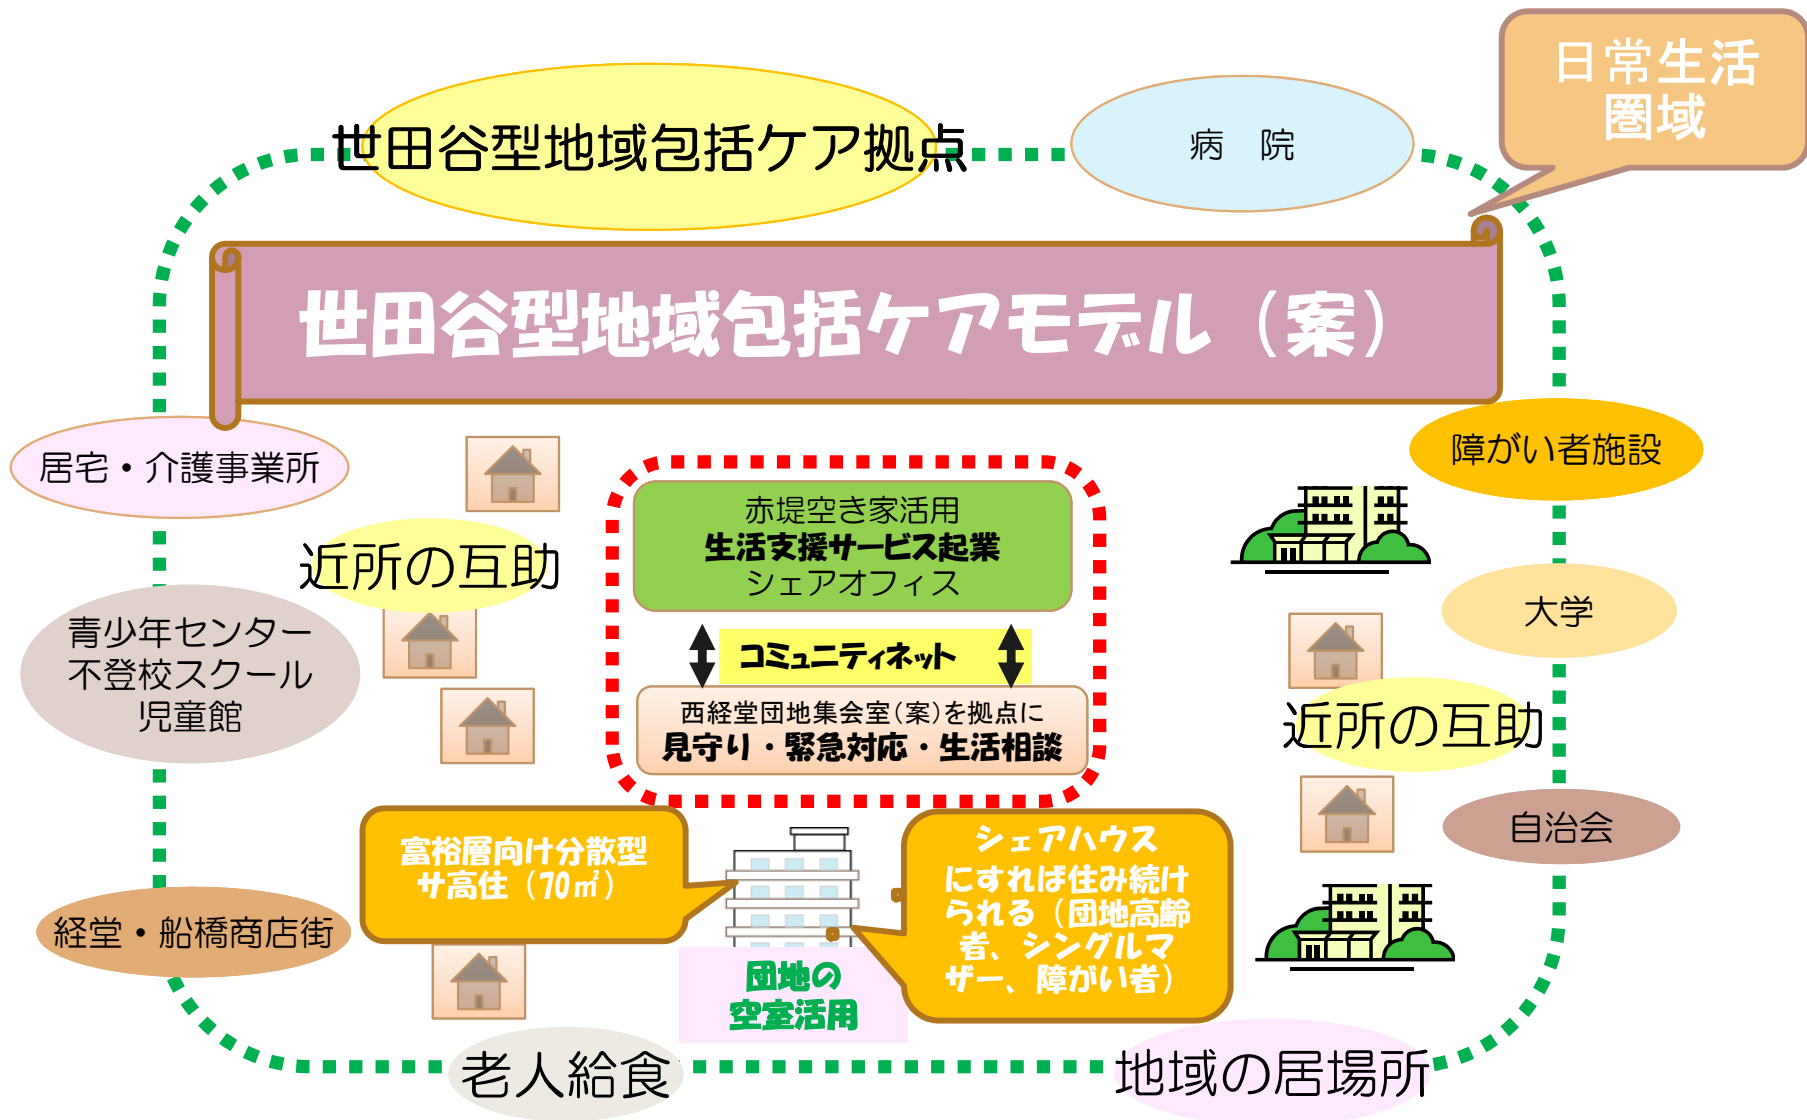 日常生活
圏域
世田谷型地域包括ケア拠点
病　院
世田谷型地域包括ケアモデル（案）
居宅・介護事業所
障がい者施設
赤堤空き家活用
生活支援サービス起業
シェアオフィス
近所の互助
大学
青少年センター
不登校スクール
児童館
コミュニティネット
西経堂団地集会室（案）を拠点に
見守り・緊急対応・生活相談
近所の互助
自治会
富裕層向け分散型
サ高住（70㎡）
シェアハウス
にすれば住み続け
られる（団地高齢
者、シングルマ
ザー、障がい者）
経堂・船橋商店街
団地の
空室活用
老人給食
地域の居場所